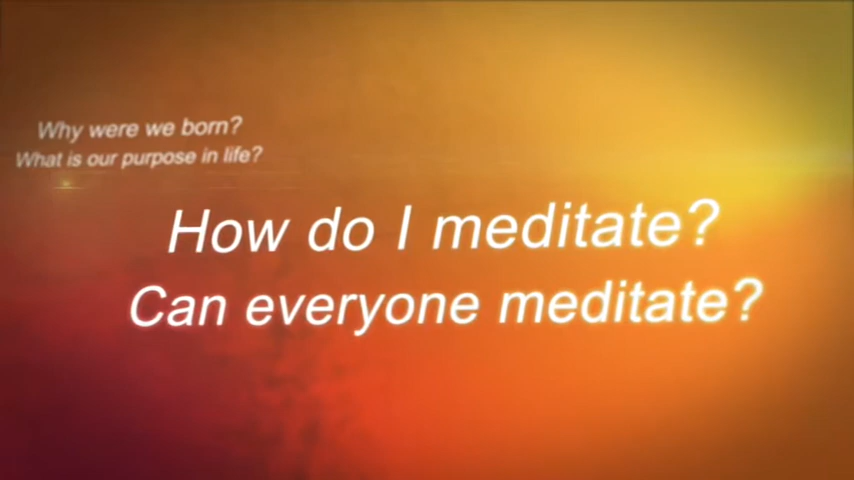 Why were we born?
What is our purpose in life?
How do I meditate?
Can everyone meditate?